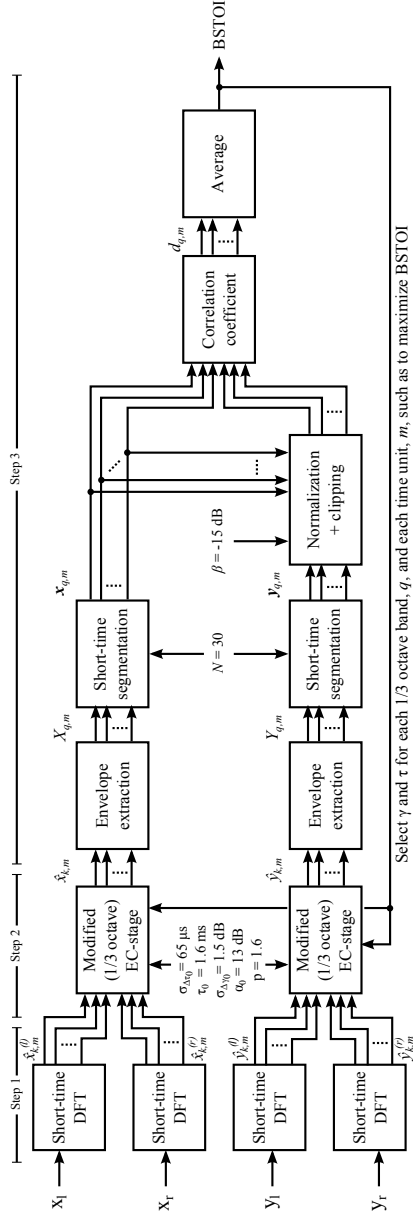 Step 1
Step 2
Step 3
x_l
x_r
y_l
y_r
Short-time
DFT
Short-time
DFT
Short-time
DFT
Short-time
DFT
x̂_{k,m}^{(l)}
x̂_{k,m}^{(r)}
ŷ_{k,m}^{(l)}
ŷ_{k,m}^{(r)}
Modified
(1/3 octave)
EC-stage
σ_{Δτ_0} = 65 μs
τ_0 = 1.6 ms
σ_{Δγ_0} = 1.5 dB
α_0 = 13 dB
p = 1.6
Modified
(1/3 octave)
EC-stage
x̂_{k,m}
ŷ_{k,m}
Envelope
extraction
Envelope
extraction
X_{q,m}
Y_{q,m}
Short-time
segmentation
N = 30
Short-time
segmentation
x_{q,m}
y_{q,m}
β = -15 dB
Normalization
+ clipping
Correlation
coefficient
d_{q,m}
Average
BSTOI
Select γ and τ for each 1/3 octave band, q, and each time unit, m, such as to maximize BSTOI